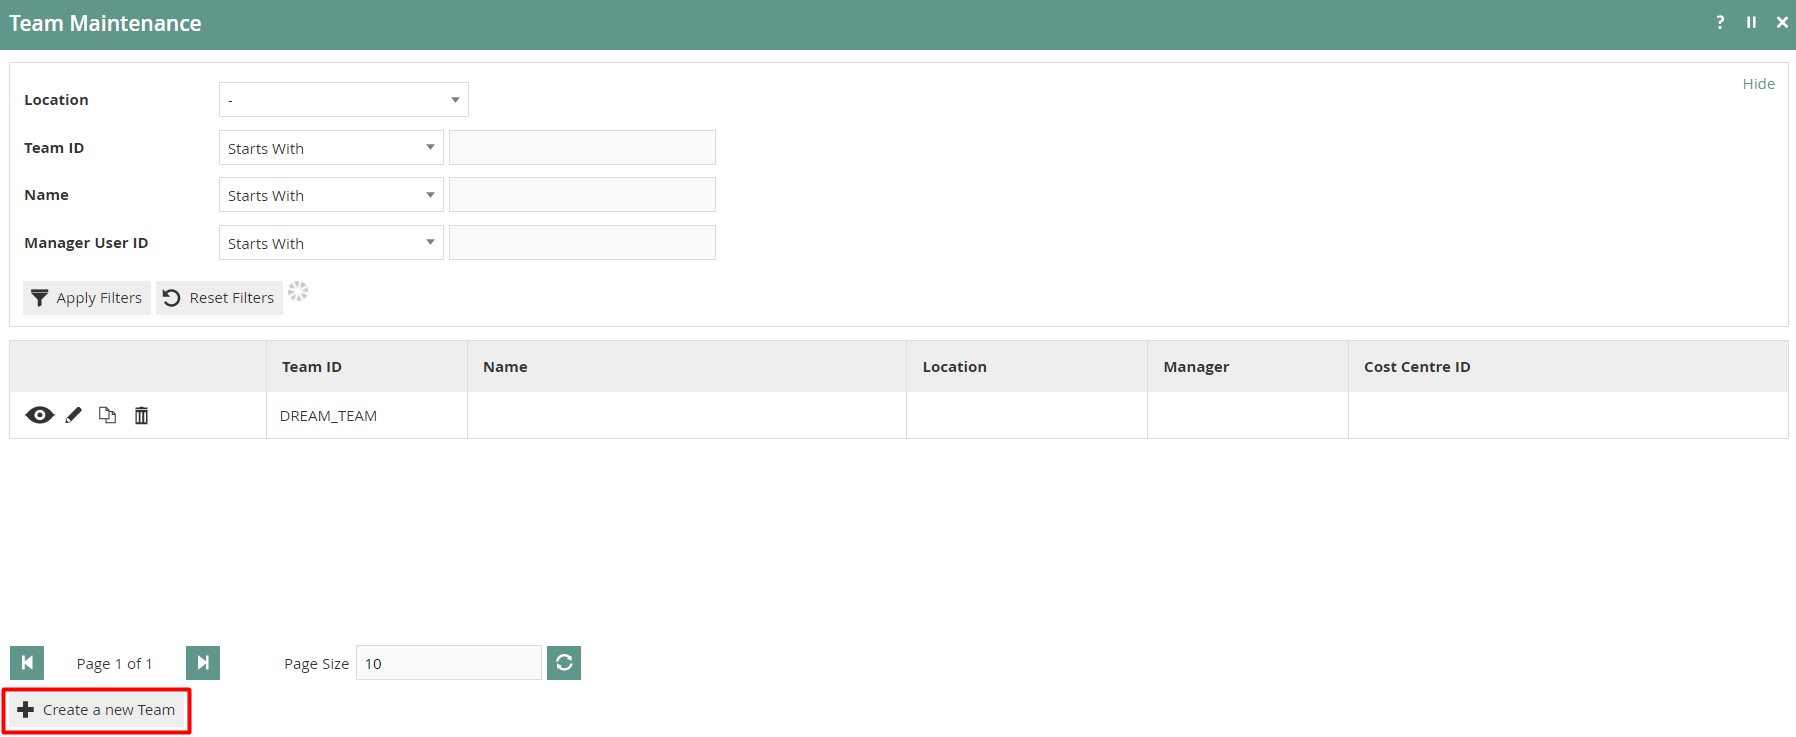 Team Maintenance ?
Hide
Location -
Team ID Starts With
Name Starts With
Manager User ID Starts With
Apply Filters Reset Filters
Team ID Name Location Manager Cost Centre ID
DREAM_TEAM
Page 1 of 1 Page Size 10
Create a new Team